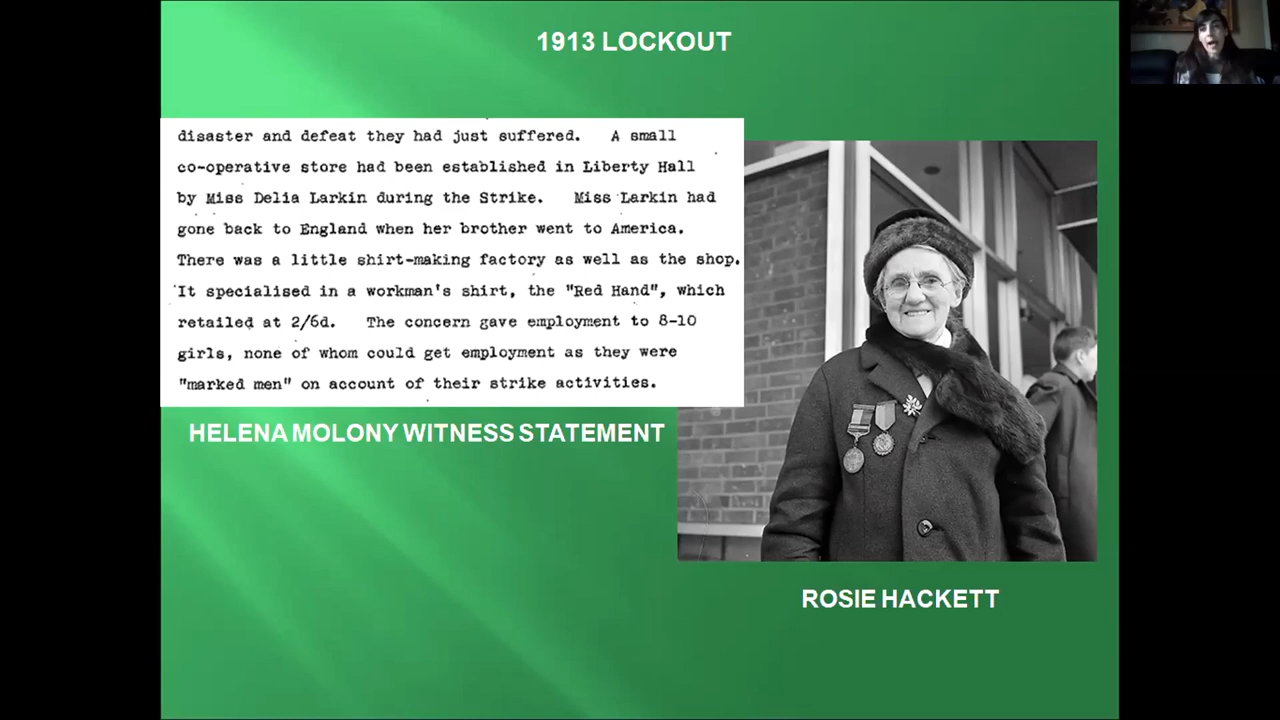 1913 LOCKOUT
disaster and defeat they had just suffered. A small
co-operative store had been established in Liberty Hall
by Miss Delia Larkin during the Strike. Miss Larkin had
gone back to England when her brother went to America.
There was a little shirt-making factory as well as the shop.
It specialised in a workman's shirt, the "Red Hand", which
retailed at 2/6d. The concern gave employment to 8-10
girls, none of whom could get employment as they were
"marked men" on account of their strike activities.
HELENA MOLONY WITNESS STATEMENT
ROSIE HACKETT